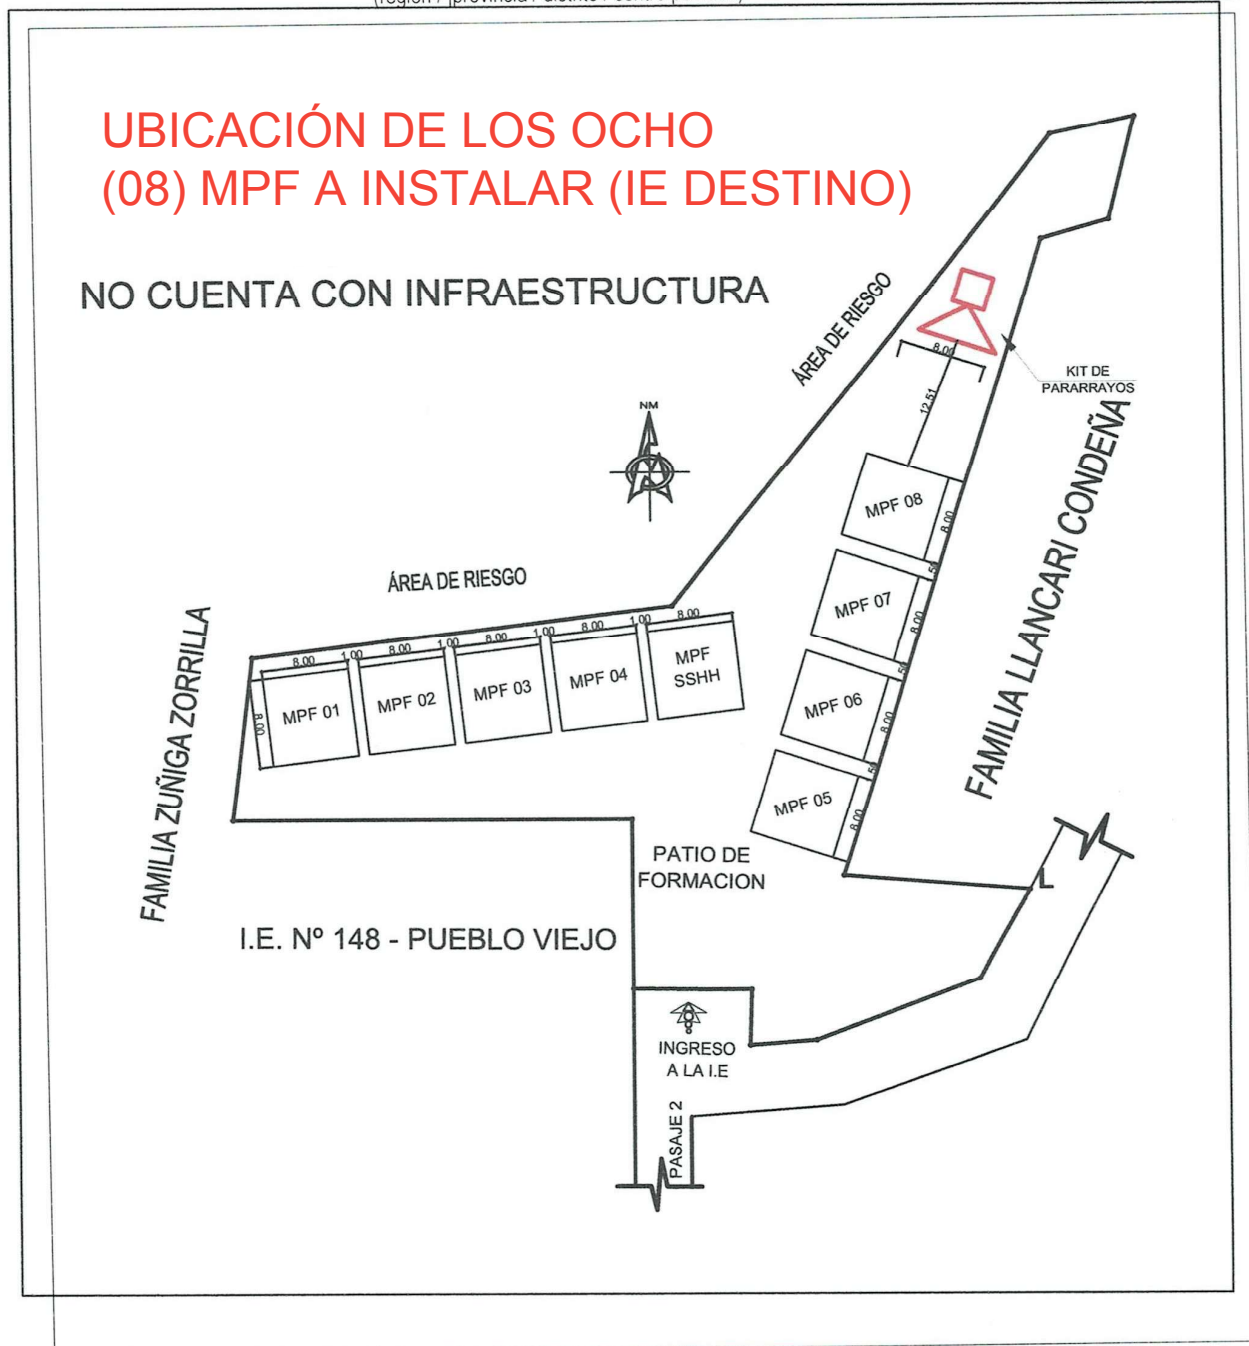 UBICACIÓN DE LOS OCHO
(08) MPF A INSTALAR (IE DESTINO)
NO CUENTA CON INFRAESTRUCTURA
ÁREA DE RIESGO
8.00
KIT DE
PARARRAYOS
12.51
NM
FAMILIA LLANCARI CONDEÑA
MPF 08
8.00
.50
MPF 07
8.00
.50
MPF 06
8.00
.50
MPF 05
8.00
ÁREA DE RIESGO
FAMILIA ZUÑIGA ZORRILLA
8.00 1.00 8.00 1.00 8.00 1.00 8.00 1.00 8.00
8.00
MPF 01
MPF 02
MPF 03
MPF 04
MPF
SSHH
PATIO DE
FORMACION
L
I.E. Nº 148 - PUEBLO VIEJO
INGRESO
A LA I.E
PASAJE 2